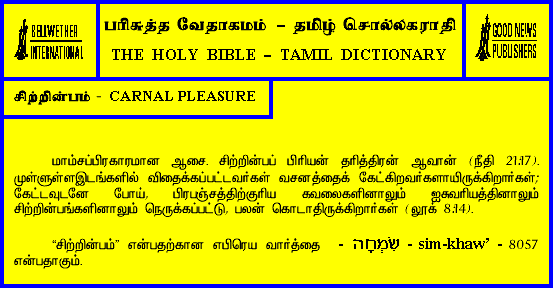 BELLWETHER
INTERNATIONAL
பரிசுத்த வேதாகமம் – தமிழ் சொல்லகராதி
THE HOLY BIBLE – TAMIL DICTIONARY
GOOD NEWS
PUBLISHERS
சிற்றின்பம் - CARNAL PLEASURE
மாம்சப்பிரகாரமான ஆசை. சிற்றின்பப் பிரியன் தரித்திரன் ஆவான் (நீதி 21:17).
முள்ளுள்ளஇடங்களில் விதைக்கப்பட்டவர்கள் வசனத்தைக் கேட்கிறவர்களாயிருக்கிறார்கள்;
கேட்டவுடனே போய், பிரபஞ்சத்திற்குரிய கவலைகளினாலும் ஐசுவரியத்தினாலும்
சிற்றின்பங்களினாலும் நெருக்கப்பட்டு, பலன் கொடாதிருக்கிறார்கள் (லூக் 8:14).
“சிற்றின்பம்” என்பதற்கான எபிரெய வார்த்தை - שִׂמְחָה - sim-khaw’ - 8057
என்பதாகும்.